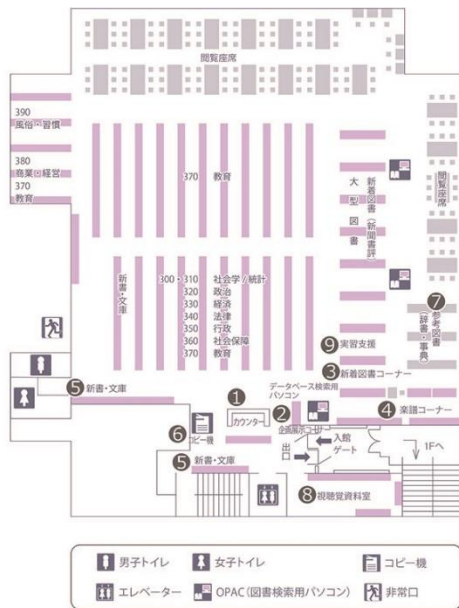 閲覧座席
390
風俗・習慣
380
商業・経営
370
教育
370 教育
新着図書(新聞書評)
大型図書
閲覧座席
新書・文庫
300・310 社会学/統計
320 政治
330 経済
340 法律
350 行政
360 社会保障
370 教育
⑦
参考図書
(辞書・事典)
⑨ 実習支援
③ 新着図書コーナー
データベース検索用
パソコン
⑤ 新書・文庫
①
カウンター
②
企画展示コーナー
④ 楽譜コーナー
⑥
コピー機
入館
ゲート
出口
1Fへ
⑤ 新書・文庫
⑧ 視聴覚資料室
男子トイレ
女子トイレ
コピー機
エレベーター
OPAC(図書検索用パソコン)
非常口